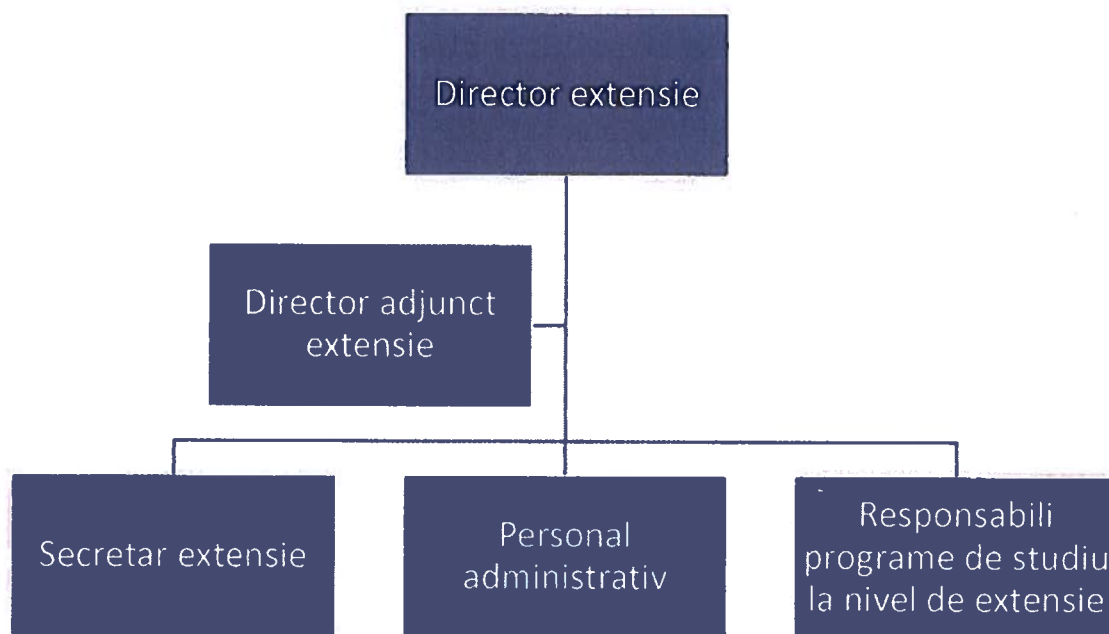 Director extensie
Director adjunct
extensie
Secretar extensie
Personal
administrativ
Responsabili
programe de studiu
la nivel de extensie